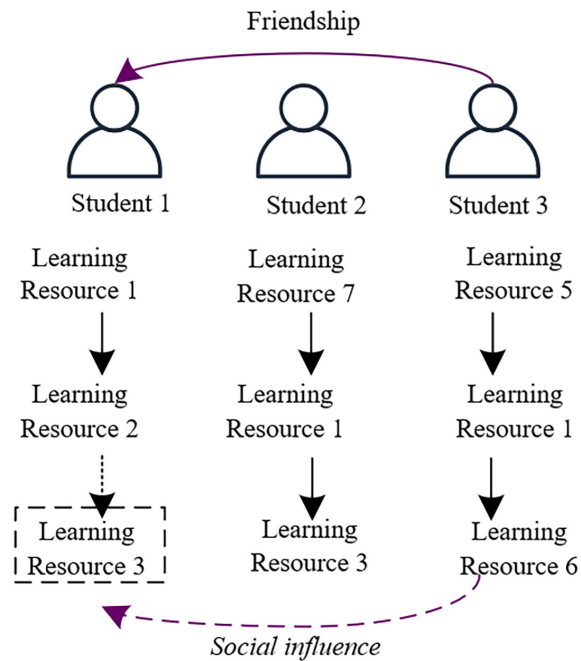 Friendship
Student 1
Student 2
Student 3
Learning
Resource 1
Learning
Resource 7
Learning
Resource 5
Learning
Resource 2
Learning
Resource 1
Learning
Resource 1
Learning
Resource 3
Learning
Resource 3
Learning
Resource 6
Social influence